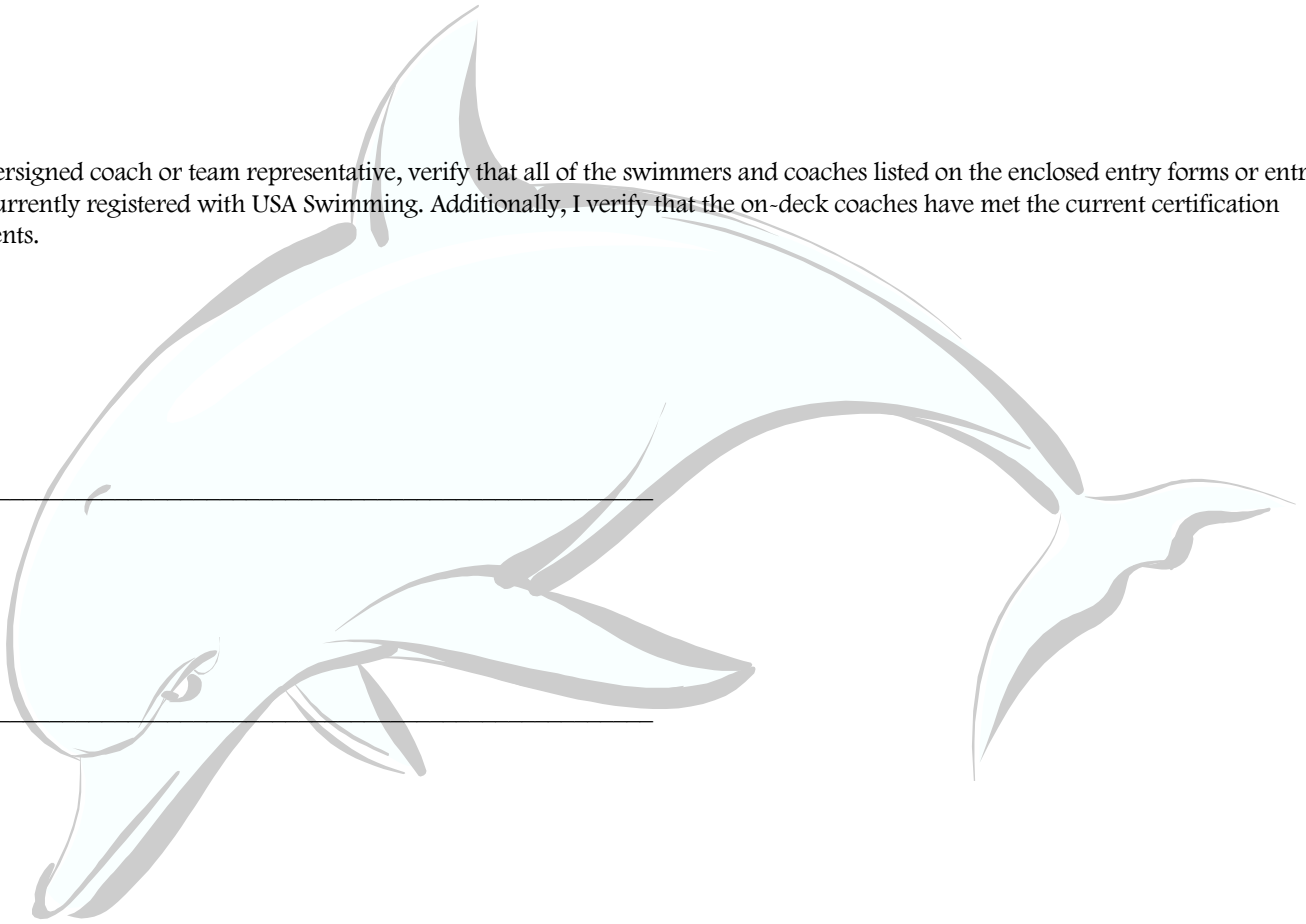 ersigned coach or team representative, verify that all of the swimmers and coaches listed on the enclosed entry forms or entr
urrently registered with USA Swimming. Additionally, I verify that the on-deck coaches have met the current certification
ents.